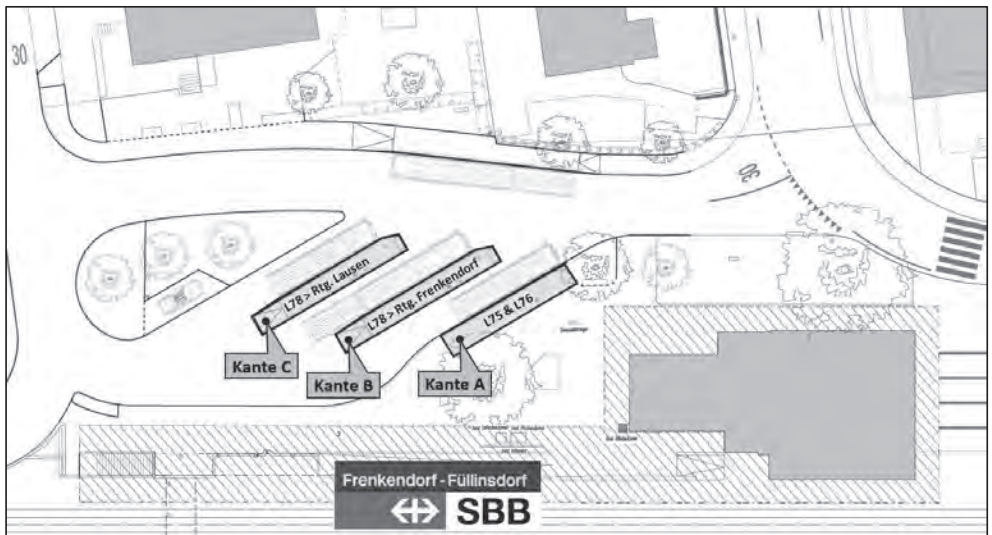 30
30
L78 > Rtg. Lausen
L78 > Rtg. Frenkendorf
L75 & L76
Kante C
Kante B
Kante A
Frenkendorf - Füllinsdorf
SBB